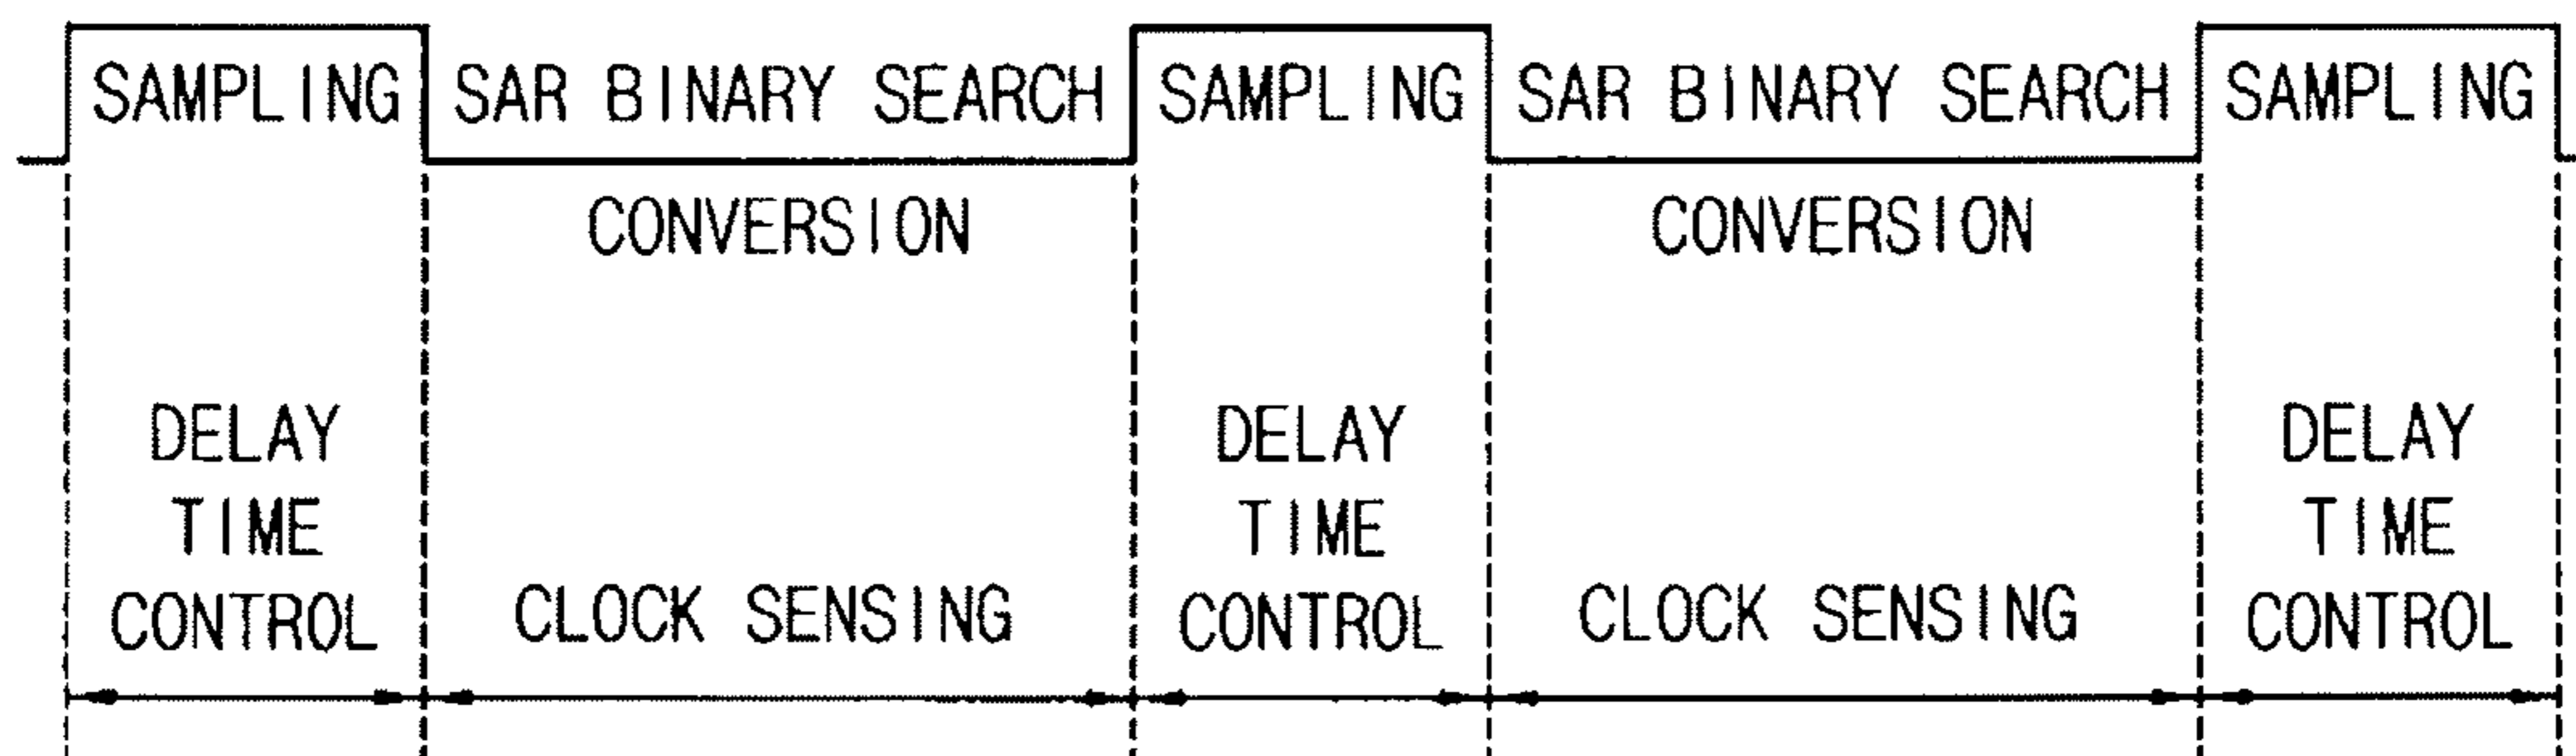 SAMPLING SAR BINARY SEARCH SAMPLING SAR BINARY SEARCH SAMPLING
CONVERSION CONVERSION
DELAY DELAY DELAY
TIME TIME TIME
CONTROL CLOCK SENSING CONTROL CLOCK SENSING CONTROL